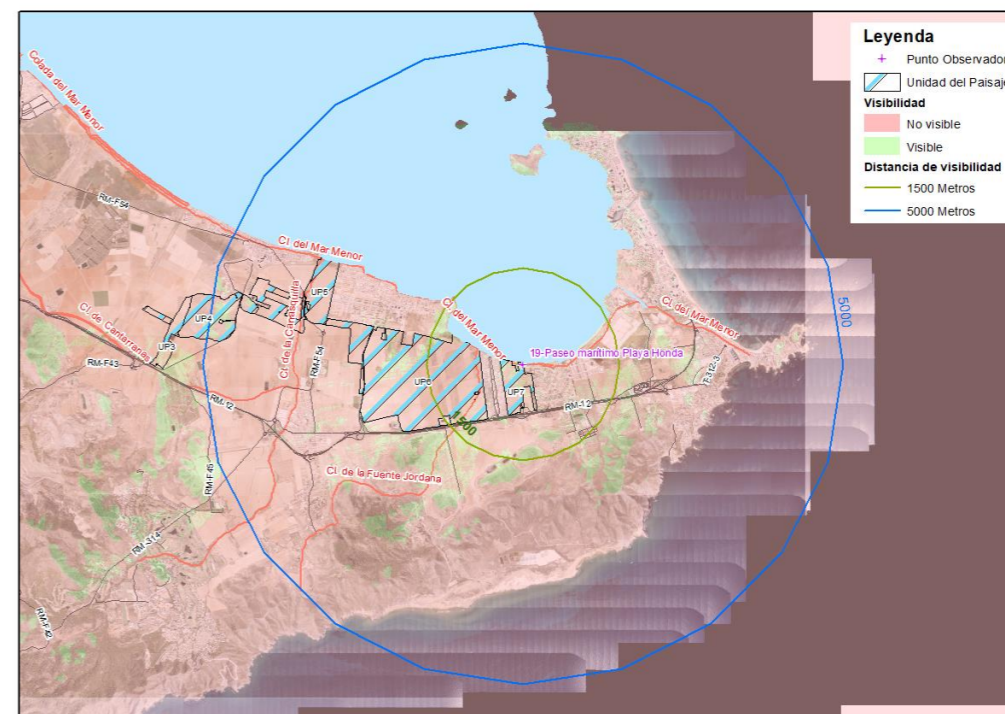 Leyenda
Punto Observador
Unidad del Paisaje
Visibilidad
No visible
Visible
Distancia de visibilidad
1500 Metros
5000 Metros
Colada del Mar Menor
RM-F54
Cl. del Mar Menor
UP5
UP4
UP3
Cl. de Cantarranas
RM-F43
Cl. de la Carrasquilla
RM-F54
Cl. del Mar Menor
Cl. del Mar Menor
19-Paseo marítimo Playa Honda
5000
UP6
UP7
RM-12
RM-12
1500
Cl. de la Fuente Jordana
RM-F45
RM-314
RM-F42